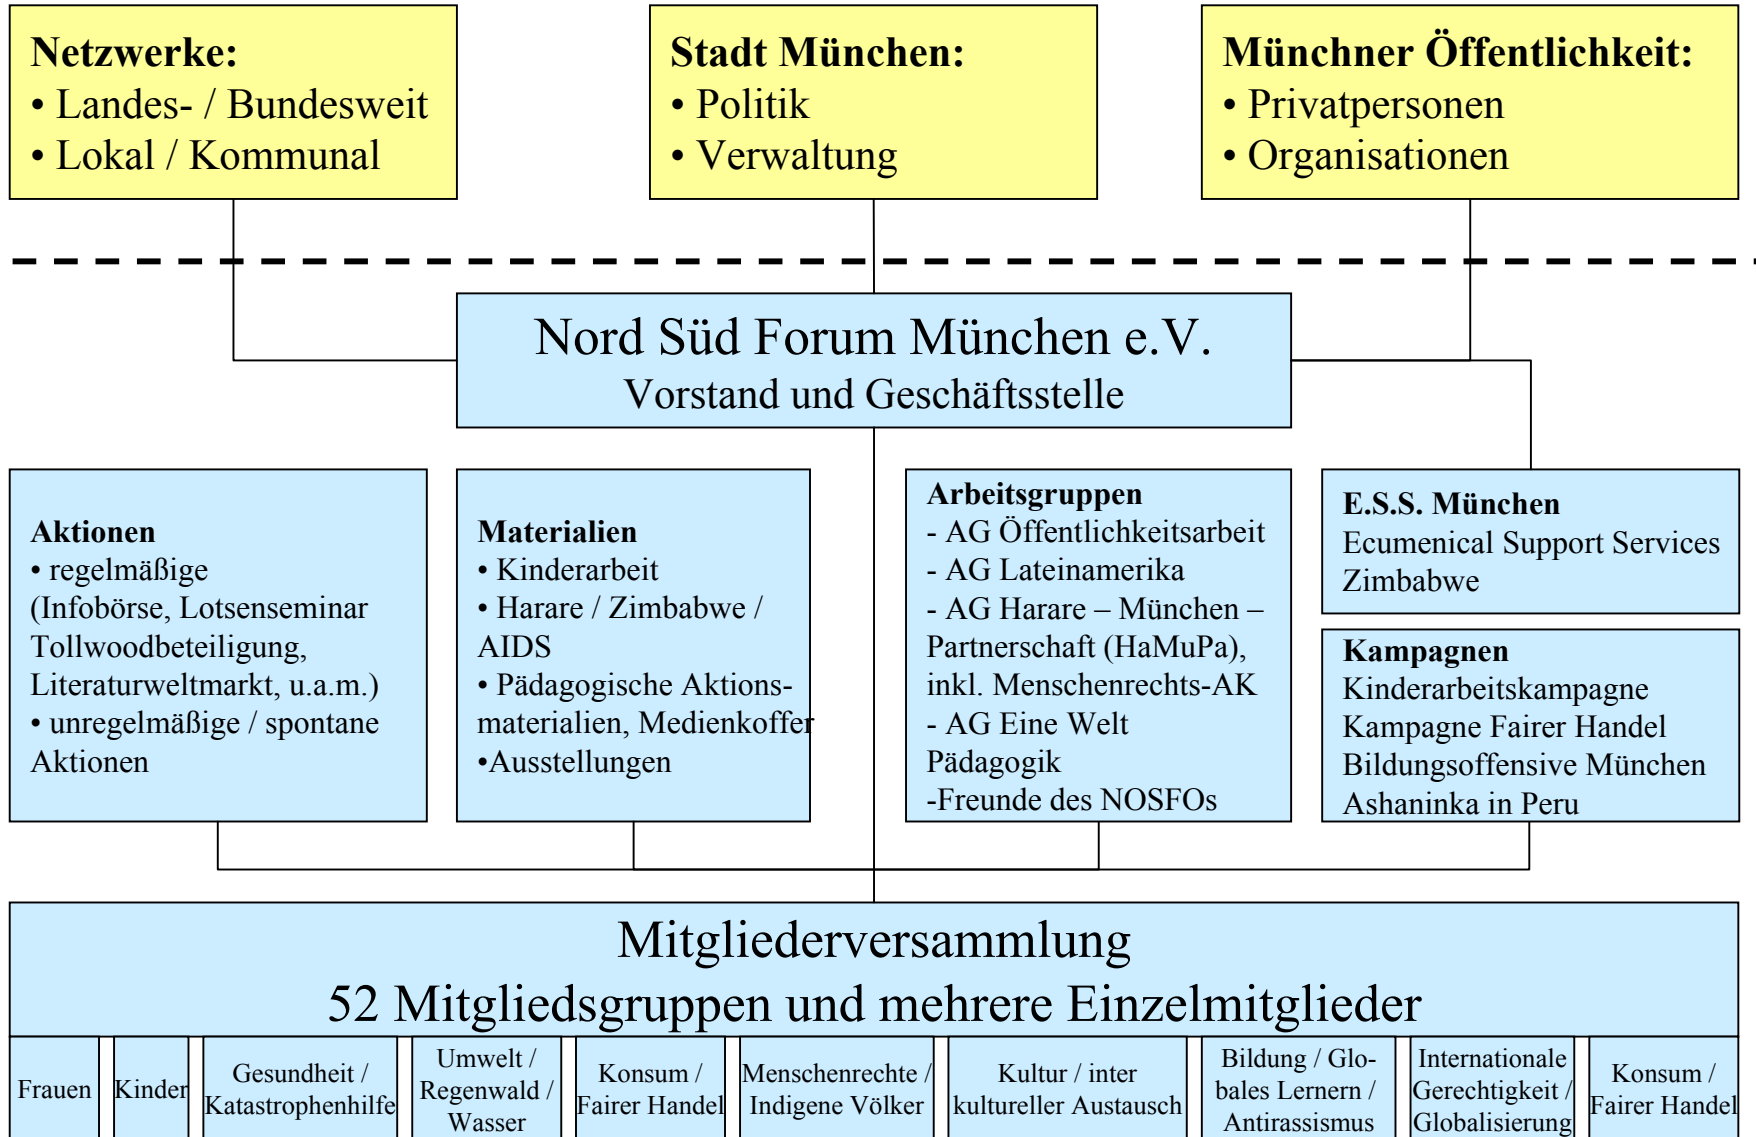 Netzwerke:
• Landes- / Bundesweit
• Lokal / Kommunal
Stadt München:
• Politik
• Verwaltung
Münchner Öffentlichkeit:
• Privatpersonen
• Organisationen
Nord Süd Forum München e.V.
Vorstand und Geschäftsstelle
Aktionen
• regelmäßige
(Infobörse, Lotsenseminar
Tollwoodbeteiligung,
Literaturweltmarkt, u.a.m.)
• unregelmäßige / spontane
Aktionen
Materialien
• Kinderarbeit
• Harare / Zimbabwe /
AIDS
• Pädagogische Aktions-
materialien, Medienkoffer
•Ausstellungen
Arbeitsgruppen
- AG Öffentlichkeitsarbeit
- AG Lateinamerika
- AG Harare – München –
Partnerschaft (HaMuPa),
inkl. Menschenrechts-AK
- AG Eine Welt
Pädagogik
-Freunde des NOSFOs
E.S.S. München
Ecumenical Support Services
Zimbabwe
Kampagnen
Kinderarbeitskampagne
Kampagne Fairer Handel
Bildungsoffensive München
Ashaninka in Peru
Mitgliederversammlung
52 Mitgliedsgruppen und mehrere Einzelmitglieder
Frauen
Kinder
Gesundheit /
Katastrophenhilfe
Umwelt /
Regenwald /
Wasser
Konsum /
Fairer Handel
Menschenrechte /
Indigene Völker
Kultur / inter
kultureller Austausch
Bildung / Glo-
bales Lernern /
Antirassismus
Internationale
Gerechtigkeit /
Globalisierung
Konsum /
Fairer Handel